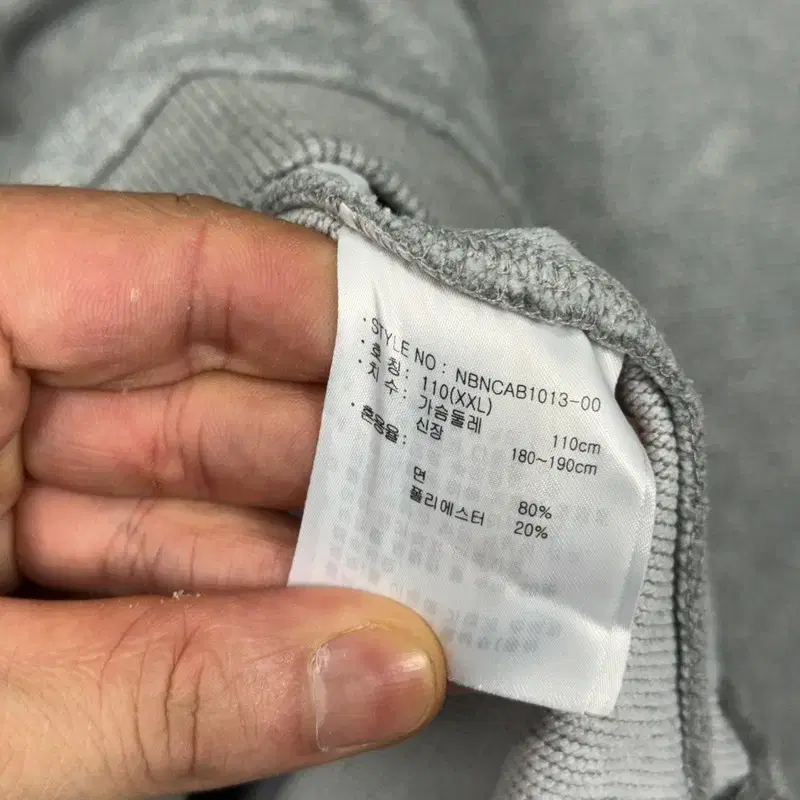 · STYLE NO : NBNCAB1013-00
· 호 칭 : 110(XXL)
· 치 수 : 가슴둘레 110cm
신장 180~190cm
· 혼용율 :
면 80%
폴리에스터 20%